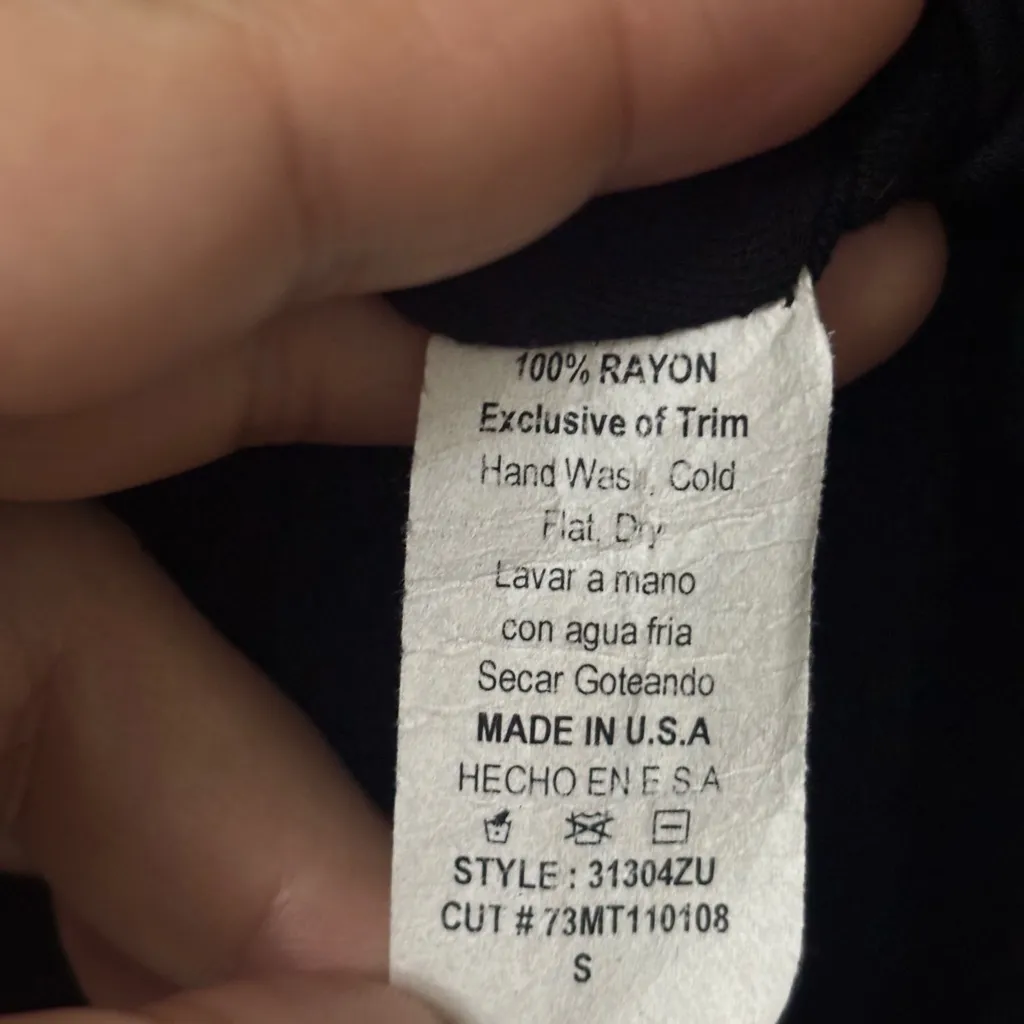 100% RAYON
Exclusive of Trim
Hand Wash, Cold
Flat, Dry
Lavar a mano
con agua fria
Secar Goteando
MADE IN U.S.A
HECHO EN E.S.A
STYLE : 31304ZU
CUT # 73MT110108
S